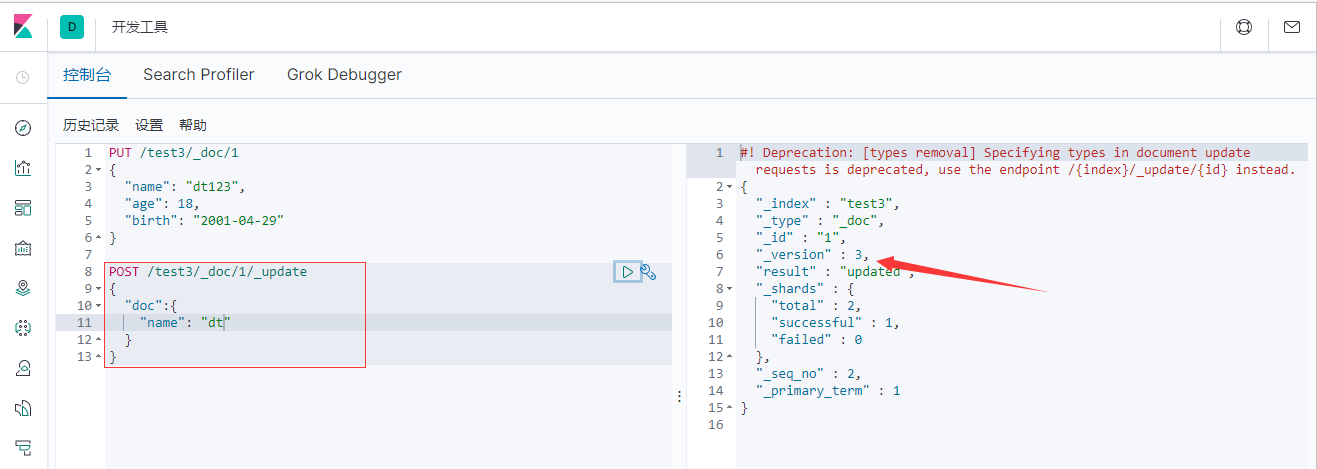 D
开发工具
控制台 Search Profiler Grok Debugger
历史记录 设置 帮助
1 PUT /test3/_doc/1
2 {
3 "name": "dt123",
4 "age": 18,
5 "birth": "2001-04-29"
6 }
7
8 POST /test3/_doc/1/_update
9 {
10 "doc":{
11 "name": "dt"
12 }
13 }
1 #! Deprecation: [types removal] Specifying types in document update
requests is deprecated, use the endpoint /{index}/_update/{id} instead.
2 {
3 "_index" : "test3",
4 "_type" : "_doc",
5 "_id" : "1",
6 "_version" : 3,
7 "result" : "updated",
8 "_shards" : {
9 "total" : 2,
10 "successful" : 1,
11 "failed" : 0
12 },
13 "_seq_no" : 2,
14 "_primary_term" : 1
15 }
16